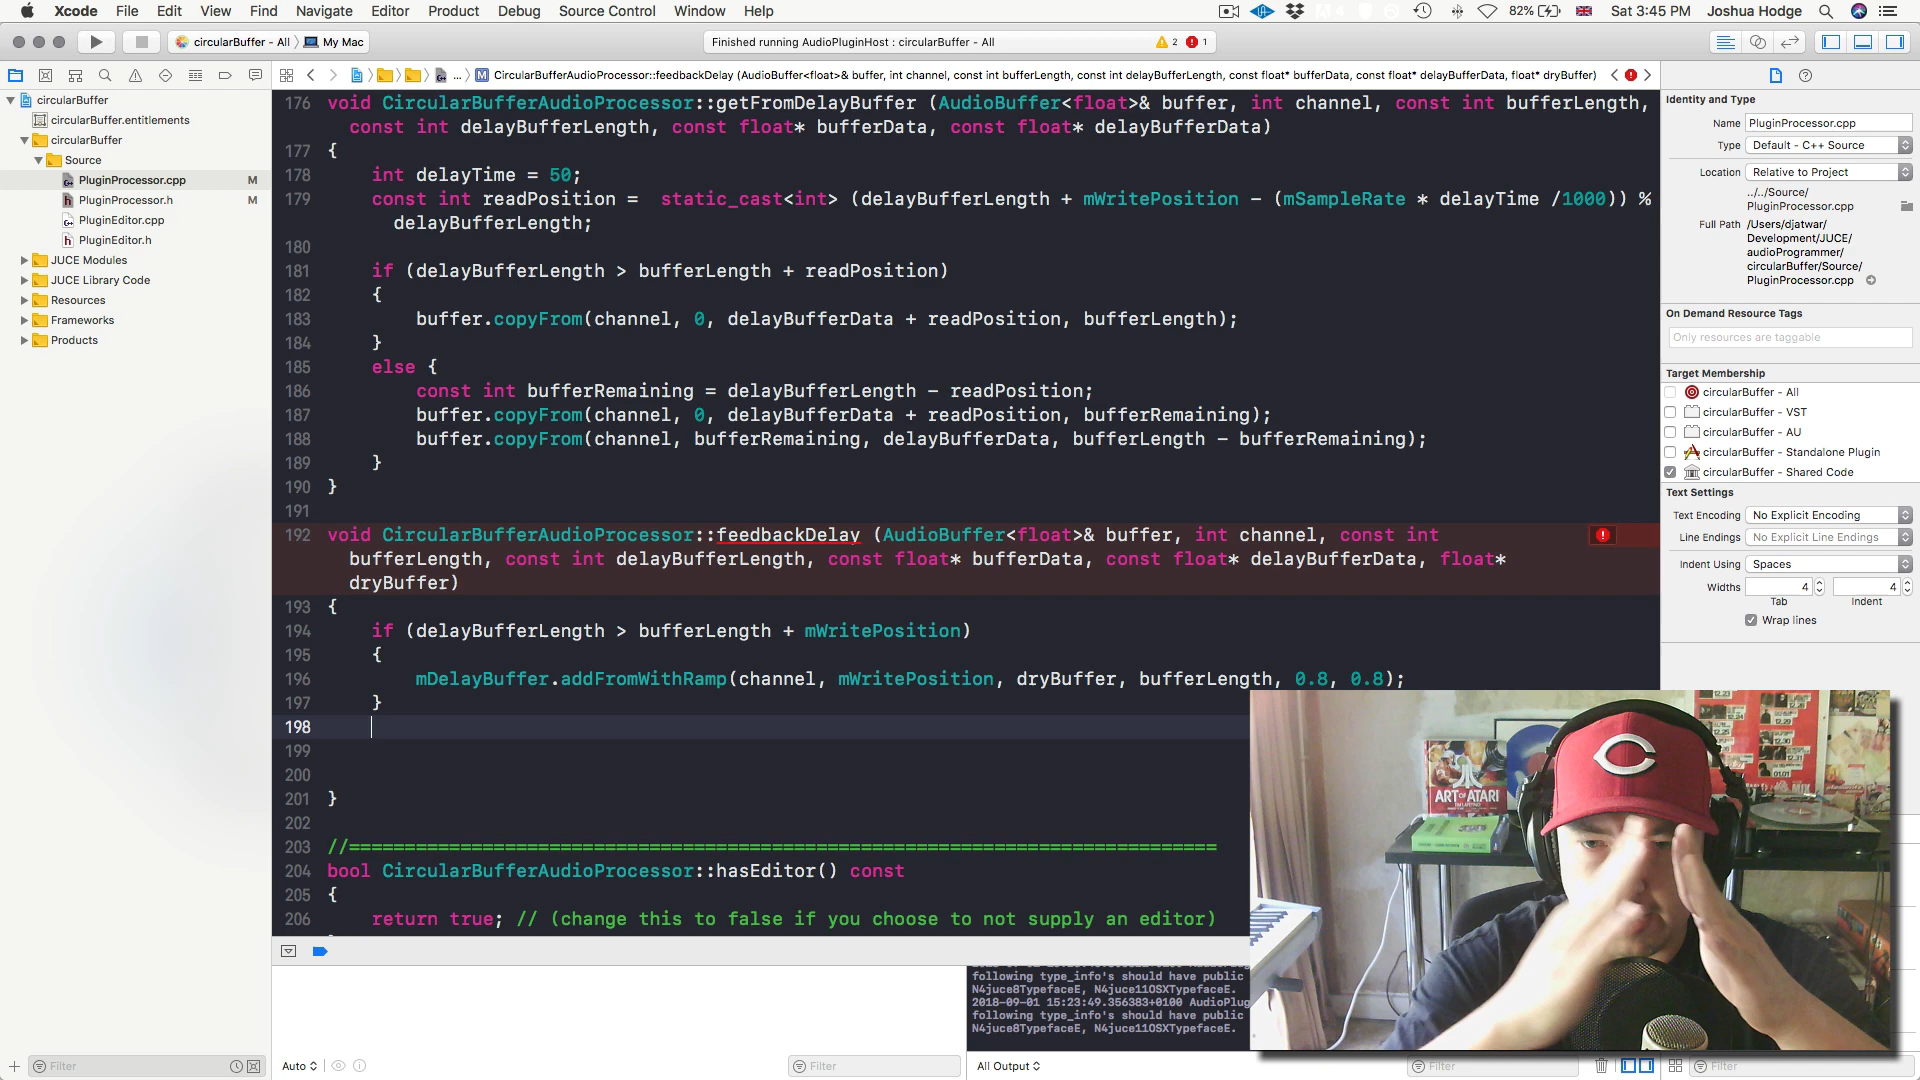 Xcode File Edit View Find Navigate Editor Product Debug Source Control Window Help
82% Sat 3:45 PM Joshua Hodge
circularBuffer - All My Mac
Finished running AudioPluginHost : circularBuffer - All 2 1
CircularBufferAudioProcessor::feedbackDelay (AudioBuffer<float>& buffer, int channel, const int bufferLength, const int delayBufferLength, const float* bufferData, const float* delayBufferData, float* dryBuffer)
circularBuffer
circularBuffer.entitlements
circularBuffer
Source
PluginProcessor.cpp M
PluginProcessor.h M
PluginEditor.cpp
PluginEditor.h
JUCE Modules
JUCE Library Code
Resources
Frameworks
Products
Filter
176 void CircularBufferAudioProcessor::getFromDelayBuffer (AudioBuffer<float>& buffer, int channel, const int bufferLength,
const int delayBufferLength, const float* bufferData, const float* delayBufferData)
177 {
178 int delayTime = 50;
179 const int readPosition = static_cast<int> (delayBufferLength + mWritePosition - (mSampleRate * delayTime /1000)) %
delayBufferLength;
180
181 if (delayBufferLength > bufferLength + readPosition)
182 {
183 buffer.copyFrom(channel, 0, delayBufferData + readPosition, bufferLength);
184 }
185 else {
186 const int bufferRemaining = delayBufferLength - readPosition;
187 buffer.copyFrom(channel, 0, delayBufferData + readPosition, bufferRemaining);
188 buffer.copyFrom(channel, bufferRemaining, delayBufferData, bufferLength - bufferRemaining);
189 }
190 }
191
192 void CircularBufferAudioProcessor::feedbackDelay (AudioBuffer<float>& buffer, int channel, const int
bufferLength, const int delayBufferLength, const float* bufferData, const float* delayBufferData, float*
dryBuffer)
193 {
194 if (delayBufferLength > bufferLength + mWritePosition)
195 {
196 mDelayBuffer.addFromWithRamp(channel, mWritePosition, dryBuffer, bufferLength, 0.8, 0.8);
197 }
198
199
200
201 }
202
203 //==============================================================================
204 bool CircularBufferAudioProcessor::hasEditor() const
205 {
206 return true; // (change this to false if you choose to not supply an editor)
Auto
Filter
following type_info's should have public
N4juce8TypefaceE, N4juce11OSXTypefaceE.
2018-09-01 15:23:49.356383+0100 AudioPlug
following type_info's should have public
N4juce8TypefaceE, N4juce11OSXTypefaceE.
All Output
Filter
Identity and Type
Name PluginProcessor.cpp
Type Default - C++ Source
Location Relative to Project
../../Source/
PluginProcessor.cpp
Full Path /Users/djatwar/
Development/JUCE/
audioProgrammer/
circularBuffer/Source/
PluginProcessor.cpp
On Demand Resource Tags
Only resources are taggable
Target Membership
circularBuffer - All
circularBuffer - VST
circularBuffer - AU
circularBuffer - Standalone Plugin
circularBuffer - Shared Code
Text Settings
Text Encoding No Explicit Encoding
Line Endings No Explicit Line Endings
Indent Using Spaces
Widths 4 4
Tab Indent
Wrap lines
Filter
ART OF ATARI
C